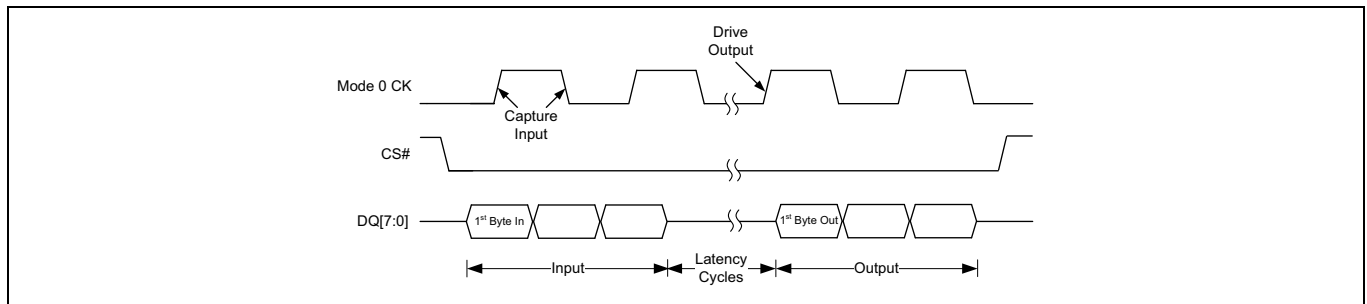 Drive
Output
Mode 0 CK
Capture
Input
CS#
DQ[7:0]
1st Byte In
1st Byte Out
Input
Latency
Cycles
Output